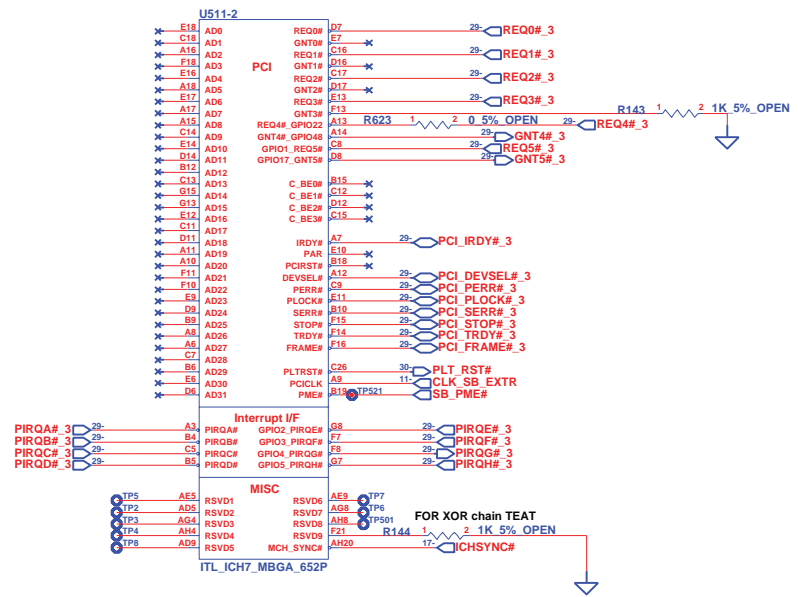 U511-2
PCI
E18 AD0 REQ0# D7 29- REQ0#_3
C18 AD1 GNT0# E7
A16 AD2 REQ1# C16 29- REQ1#_3
F18 AD3 GNT1# D16
E16 AD4 REQ2# C17 29- REQ2#_3
A18 AD5 GNT2# D17
E17 AD6 REQ3# E13 29- REQ3#_3
A17 AD7 GNT3# F13 R143 1 2 1K_5%_OPEN
A15 AD8 REQ4#_GPIO22 A13 R623 1 2 0_5%_OPEN 29- REQ4#_3
C14 AD9 GNT4#_GPIO48 A14 29- GNT4#_3
E14 AD10 GPIO1_REQ5# C8 29- REQ5#_3
D14 AD11 GPIO17_GNT5# D8 29- GNT5#_3
B12 AD12
C13 AD13 C_BE0# B15
G15 AD14 C_BE1# C12
G13 AD15 C_BE2# D12
E12 AD16 C_BE3# C15
C11 AD17
D11 AD18 IRDY# A7 29- PCI_IRDY#_3
A11 AD19 PAR E10
A10 AD20 PCIRST# B18
F11 AD21 DEVSEL# A12 29- PCI_DEVSEL#_3
F10 AD22 PERR# C9 29- PCI_PERR#_3
E9 AD23 PLOCK# E11 29- PCI_PLOCK#_3
D9 AD24 SERR# B10 29- PCI_SERR#_3
B9 AD25 STOP# F15 29- PCI_STOP#_3
A8 AD26 TRDY# F14 29- PCI_TRDY#_3
A6 AD27 FRAME# F16 29- PCI_FRAME#_3
C7 AD28
B6 AD29 PLTRST# C26 30- PLT_RST#
E6 AD30 PCICLK A9 11- CLK_SB_EXTR
D6 AD31 PME# B19 TP521 SB_PME#
Interrupt I/F
PIRQA#_3 29- A3 PIRQA# GPIO2_PIRQE# G8 29- PIRQE#_3
PIRQB#_3 29- B4 PIRQB# GPIO3_PIRQF# F7 29- PIRQF#_3
PIRQC#_3 29- C5 PIRQC# GPIO4_PIRQG# F8 29- PIRQG#_3
PIRQD#_3 29- B5 PIRQD# GPIO5_PIRQH# G7 29- PIRQH#_3
MISC
TP5 AE5 RSVD1 RSVD6 AE9 TP7
TP2 AD5 RSVD2 RSVD7 AG8 TP6
TP3 AG4 RSVD3 RSVD8 AH8 TP501
FOR XOR chain TEAT
TP4 AH4 RSVD4 RSVD9 F21 R144 1 2 1K_5%_OPEN
TP8 AD9 RSVD5 MCH_SYNC# AH20 17- ICHSYNC#
ITL_ICH7_MBGA_652P